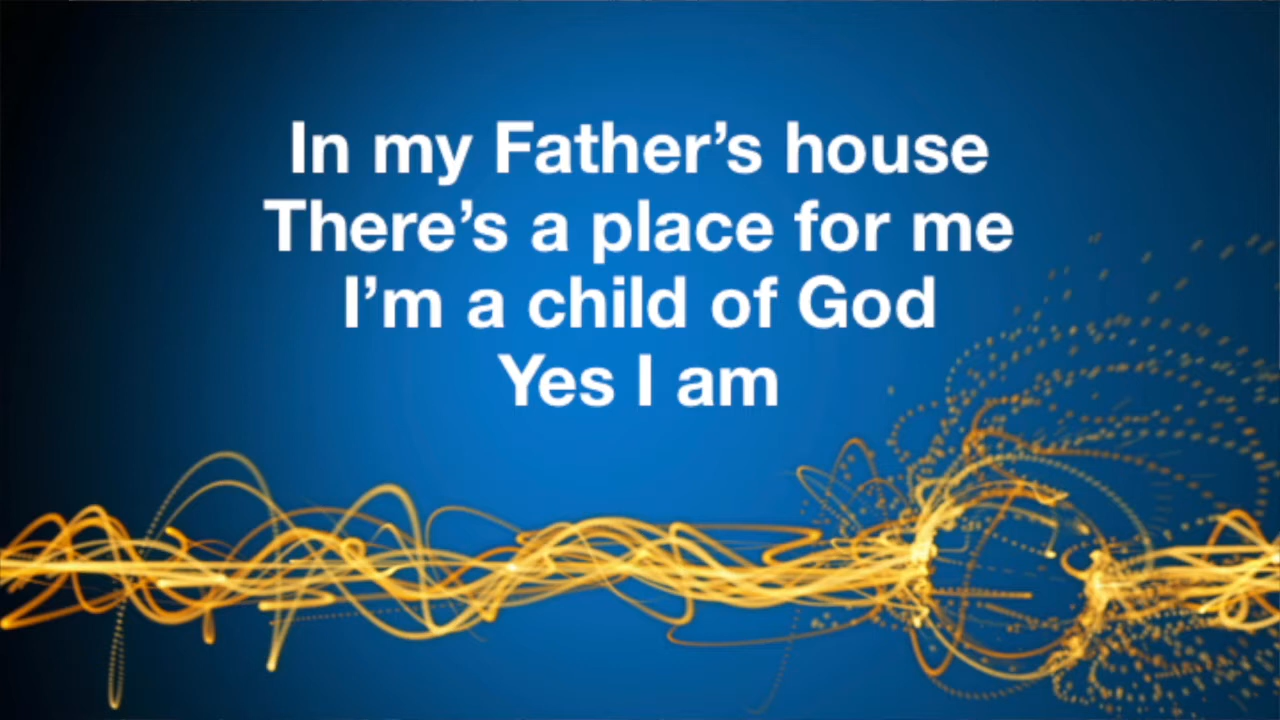 In my Father’s house
There’s a place for me
I’m a child of God
Yes I am